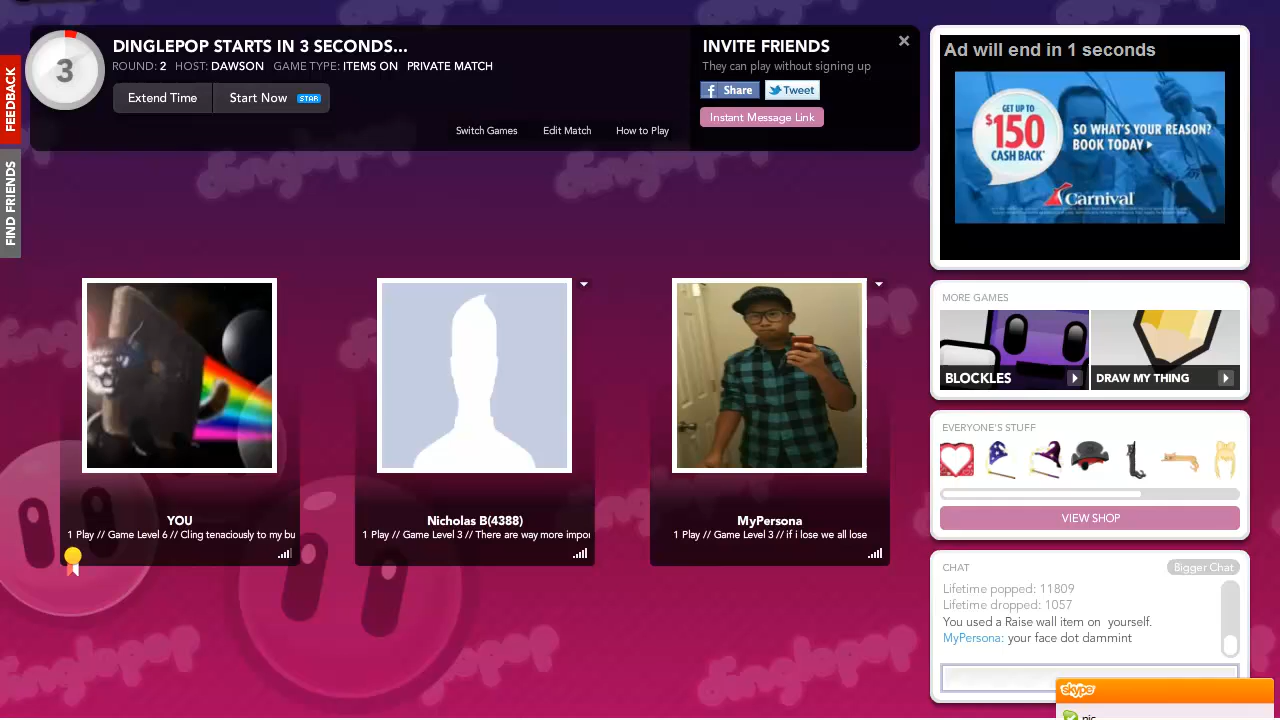 FEEDBACK
FIND FRIENDS
3
DINGLEPOP STARTS IN 3 SECONDS...
ROUND: 2 HOST: DAWSON GAME TYPE: ITEMS ON PRIVATE MATCH
Extend Time
Start Now STAR
Switch Games Edit Match How to Play
INVITE FRIENDS
They can play without signing up
f Share
Tweet
Instant Message Link
Ad will end in 1 seconds
GET UP TO
$150
CASH BACK*
SO WHAT'S YOUR REASON?
BOOK TODAY
Carnival
MORE GAMES
BLOCKLES
DRAW MY THING
EVERYONE'S STUFF
VIEW SHOP
YOU
1 Play // Game Level 6 // Cling tenaciously to my bu
Nicholas B(4388)
1 Play // Game Level 3 // There are way more impor
MyPersona
1 Play // Game Level 3 // if i lose we all lose
CHAT
Bigger Chat
Lifetime popped: 11809
Lifetime dropped: 1057
You used a Raise wall item on yourself.
MyPersona: your face dot dammint
skype
nic
dinglepop
dinglepop
dinglepop
dinglepop